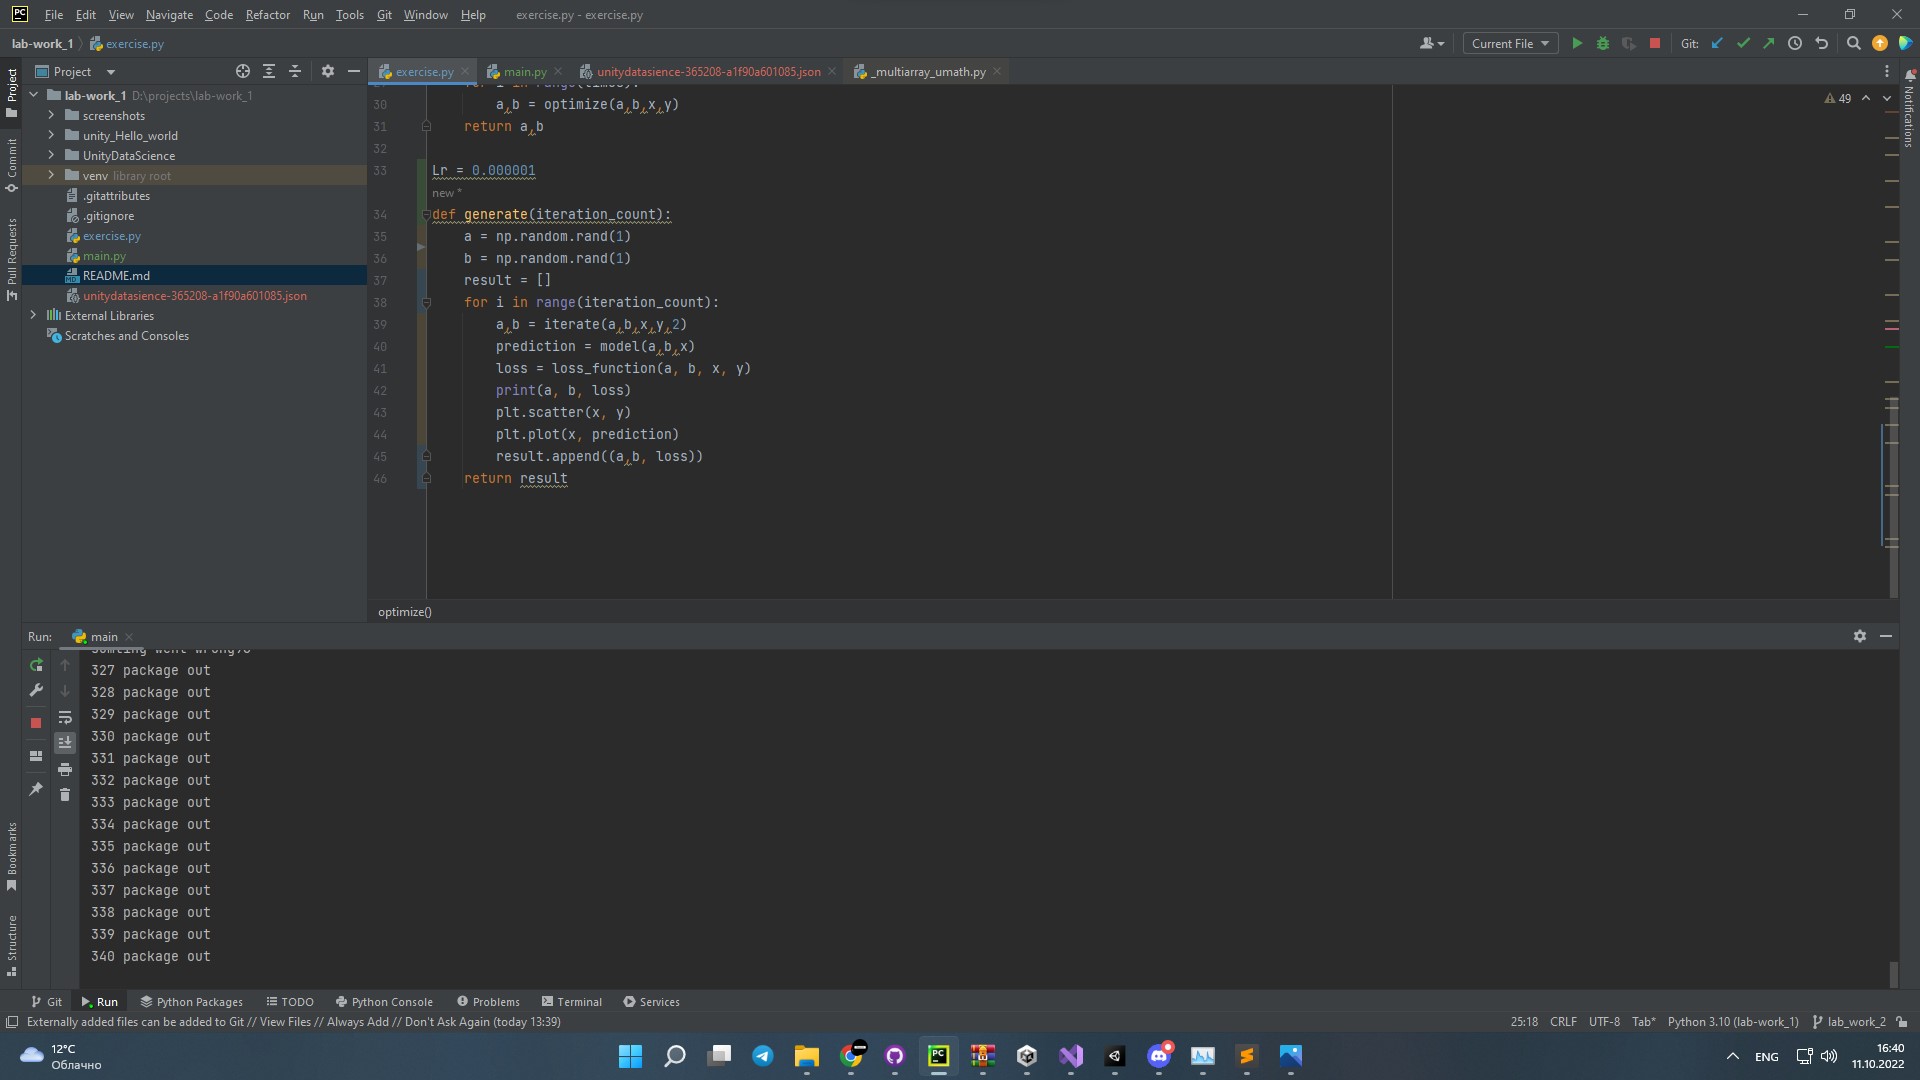 PC File Edit View Navigate Code Refactor Run Tools Git Window Help exercise.py - exercise.py
lab-work_1 exercise.py Current File Git:
Project exercise.py main.py unitydatasience-365208-a1f90a601085.json _multiarray_umath.py
Project
Commit
Pull Requests
Bookmarks
Structure
Notifications
lab-work_1 D:\projects\lab-work_1
screenshots
unity_Hello_world
UnityDataScience
venv library root
.gitattributes
.gitignore
exercise.py
main.py
README.md
unitydatasience-365208-a1f90a601085.json
External Libraries
Scratches and Consoles
49
30 a,b = optimize(a,b,x,y)
31 return a,b
32
33 Lr = 0.000001
new *
34 def generate(iteration_count):
35 a = np.random.rand(1)
36 b = np.random.rand(1)
37 result = []
38 for i in range(iteration_count):
39 a,b = iterate(a,b,x,y,2)
40 prediction = model(a,b,x)
41 loss = loss_function(a, b, x, y)
42 print(a, b, loss)
43 plt.scatter(x, y)
44 plt.plot(x, prediction)
45 result.append((a,b, loss))
46 return result
optimize()
Run: main
327 package out
328 package out
329 package out
330 package out
331 package out
332 package out
333 package out
334 package out
335 package out
336 package out
337 package out
338 package out
339 package out
340 package out
Git Run Python Packages TODO Python Console Problems Terminal Services
Externally added files can be added to Git // View Files // Always Add // Don't Ask Again (today 13:39) 25:18 CRLF UTF-8 Tab* Python 3.10 (lab-work_1) lab_work_2
12°C
Облачно
PC
ENG
16:40
11.10.2022